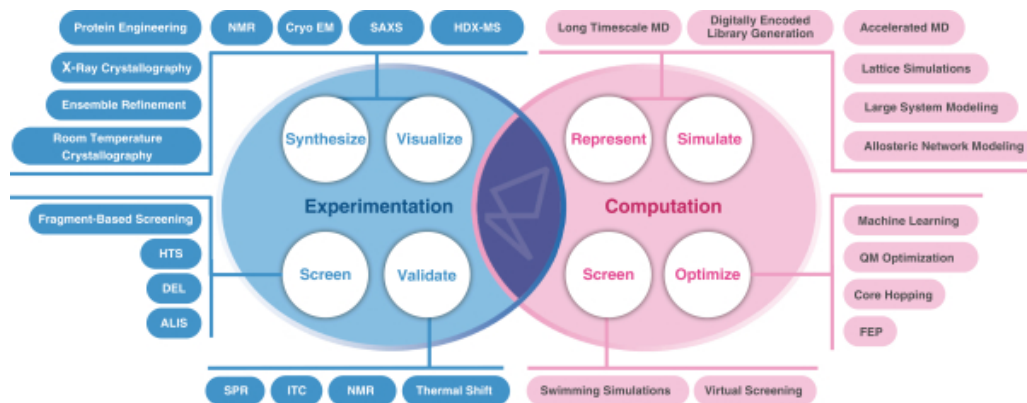 Protein Engineering
NMR
Cryo EM
SAXS
HDX-MS
X-Ray Crystallography
Ensemble Refinement
Room Temperature
Crystallography
Synthesize
Visualize
Experimentation
Fragment-Based Screening
HTS
DEL
ALIS
Screen
Validate
SPR
ITC
NMR
Thermal Shift
Long Timescale MD
Digitally Encoded
Library Generation
Accelerated MD
Lattice Simulations
Large System Modeling
Allosteric Network Modeling
Represent
Simulate
Computation
Screen
Optimize
Machine Learning
QM Optimization
Core Hopping
FEP
Swimming Simulations
Virtual Screening